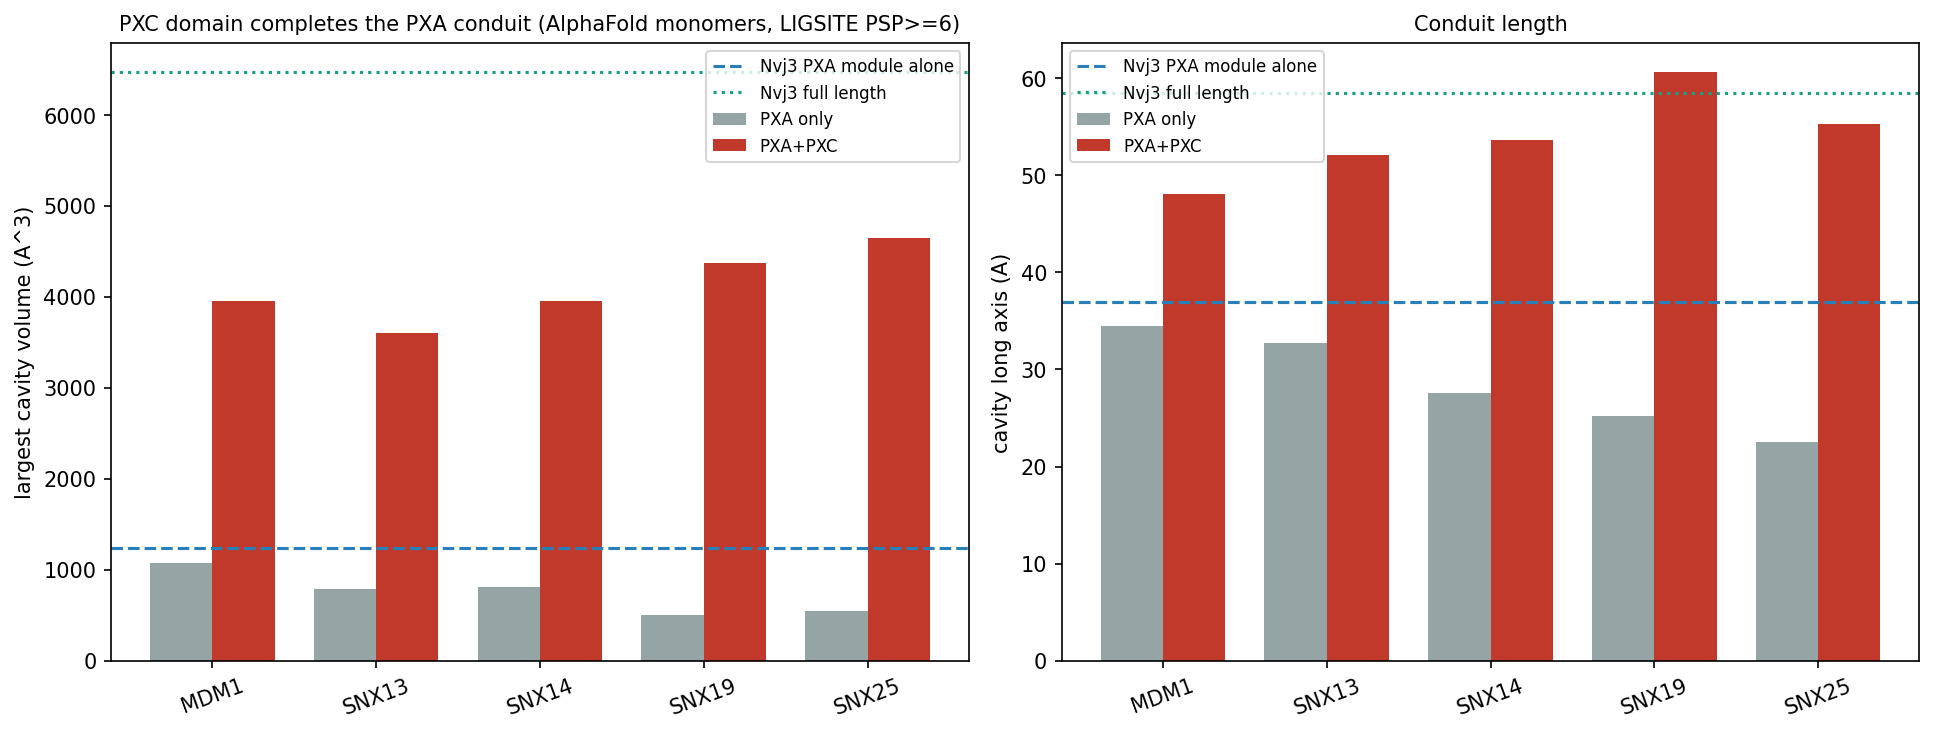 PXC domain completes the PXA conduit (AlphaFold monomers, LIGSITE PSP>=6)
largest cavity volume (A^3)
6000
5000
4000
3000
2000
1000
0
Nvj3 PXA module alone
Nvj3 full length
PXA only
PXA+PXC
MDM1
SNX13
SNX14
SNX19
SNX25
Conduit length
cavity long axis (A)
60
50
40
30
20
10
0
Nvj3 PXA module alone
Nvj3 full length
PXA only
PXA+PXC
MDM1
SNX13
SNX14
SNX19
SNX25